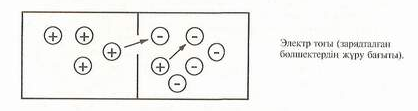 Электр тогы (зарядталған
бөлшектердің жүру бағыты).